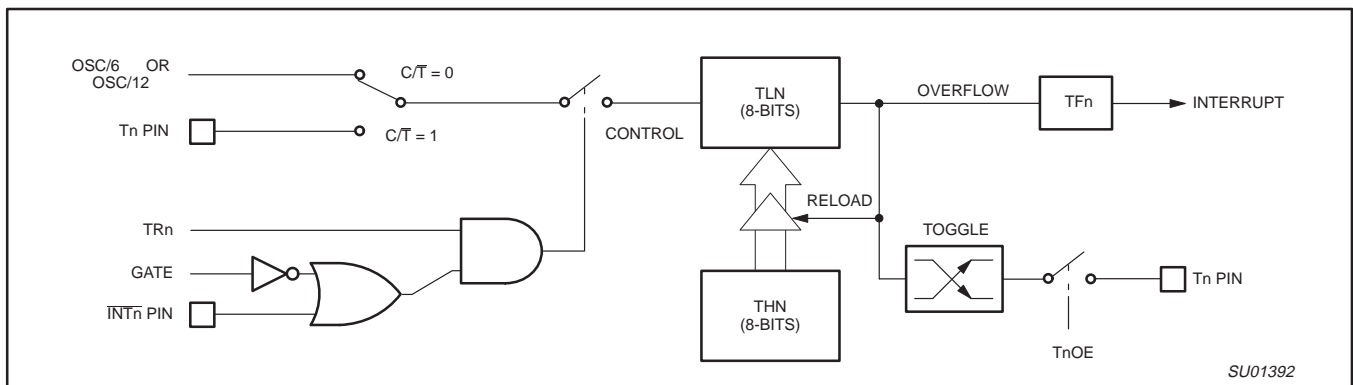 OSC/6 OR
OSC/12
C/T̅ = 0
Tn PIN
C/T̅ = 1
CONTROL
TLN
(8-BITS)
OVERFLOW
TFn
INTERRUPT
RELOAD
TRn
GATE
I̅N̅T̅n̅ PIN
THN
(8-BITS)
TOGGLE
Tn PIN
TnOE
SU01392